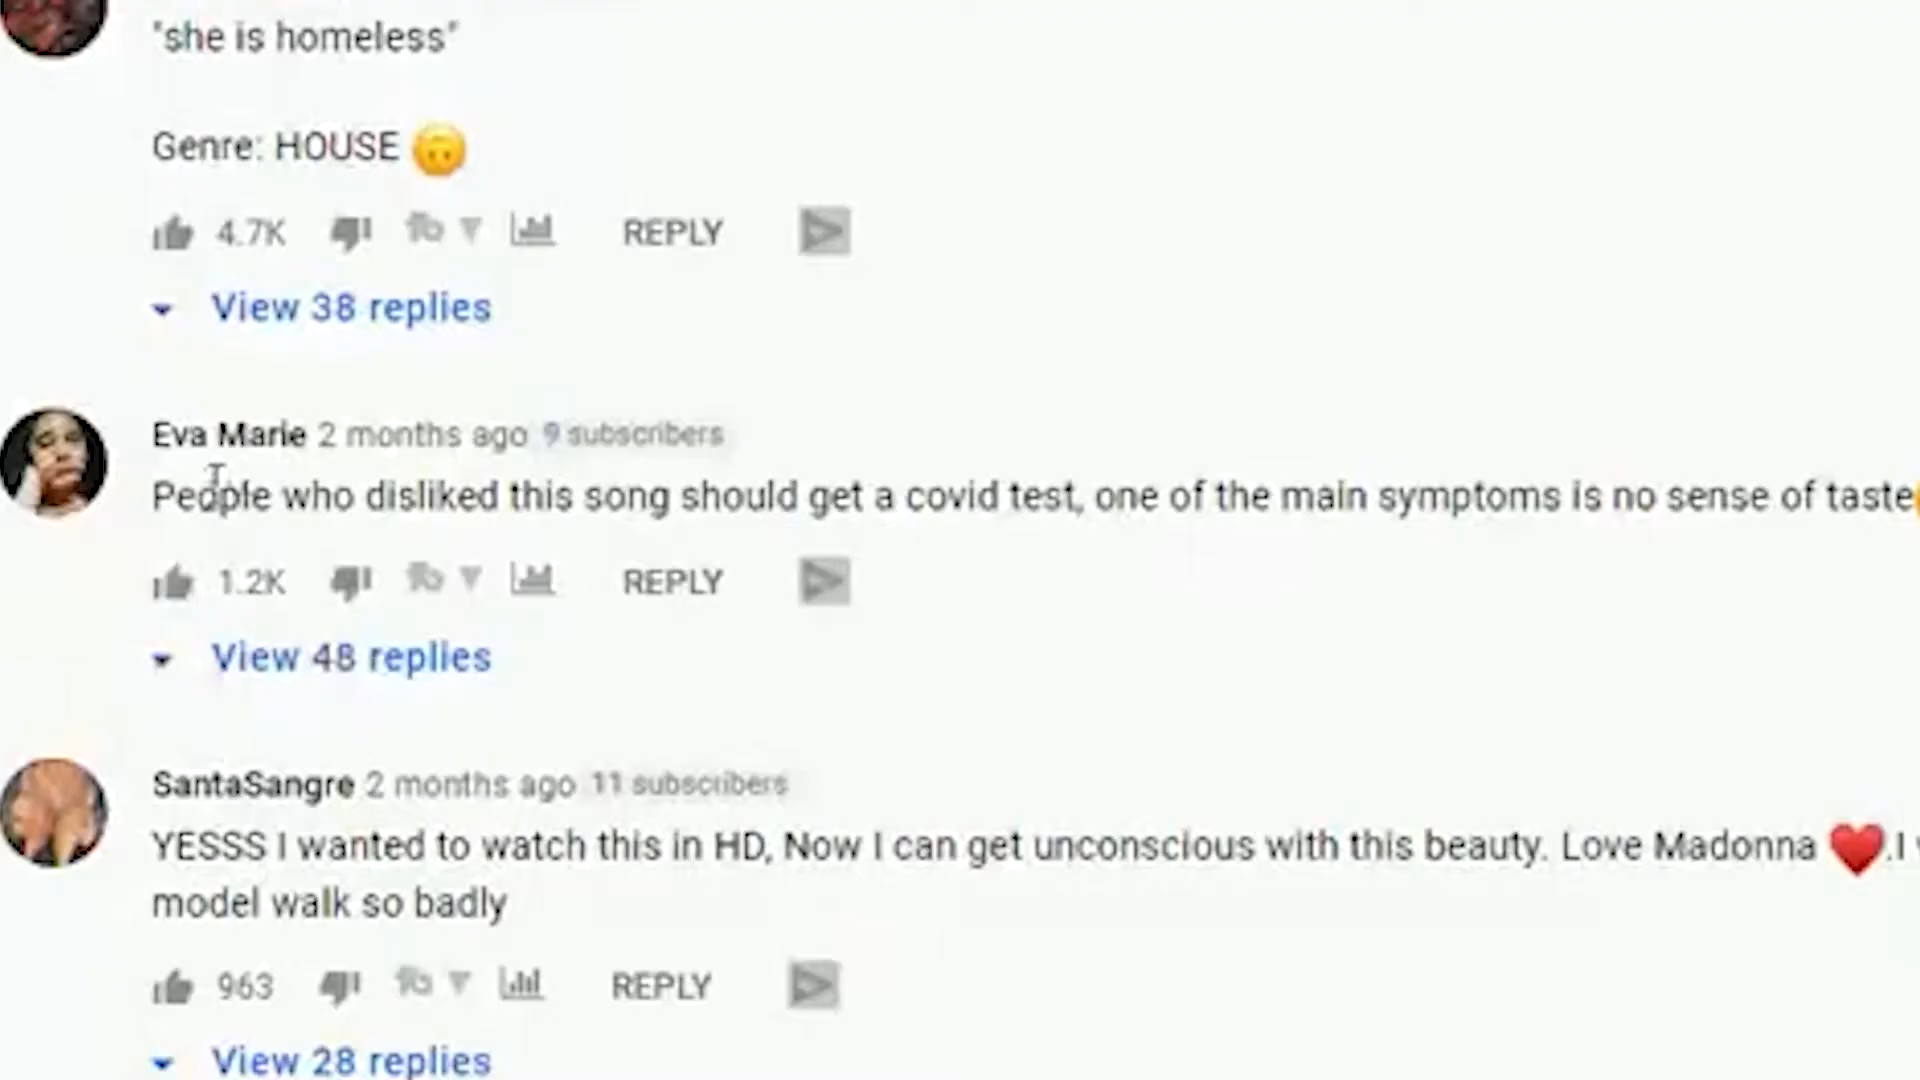 "she is homeless"
Genre: HOUSE 🙃
4.7K REPLY
View 38 replies
Eva Marie 2 months ago 9 subscribers
People who disliked this song should get a covid test, one of the main symptoms is no sense of taste
1.2K REPLY
View 48 replies
SantaSangre 2 months ago 11 subscribers
YESSS I wanted to watch this in HD, Now I can get unconscious with this beauty. Love Madonna ❤️.I
model walk so badly
963 REPLY
View 28 replies